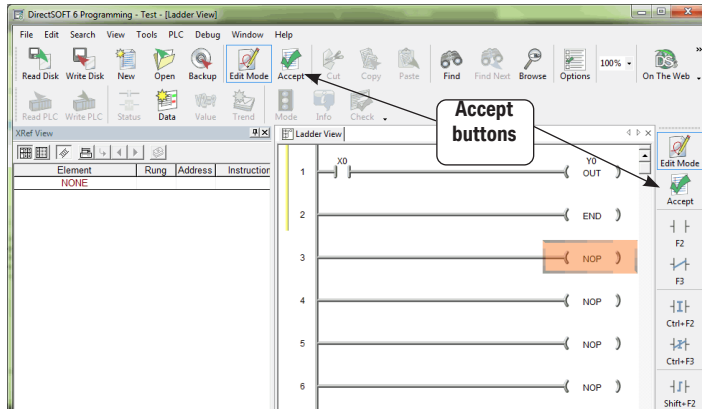 DirectSOFT 6 Programming - Test - [Ladder View]
File Edit Search View Tools PLC Debug Window Help
Read Disk Write Disk New Open Backup Edit Mode Accept Cut Copy Paste Find Find Next Browse Options 100% On The Web
Read PLC Write PLC Status Data Value Trend Mode Info Check
Accept
buttons
XRef View
Ladder View
Element Rung Address Instruction
NONE
1 X0 Y0
OUT
2 END
3 NOP
4 NOP
5 NOP
6 NOP
Edit Mode
Accept
F2
F3
Ctrl+F2
Ctrl+F3
Shift+F2